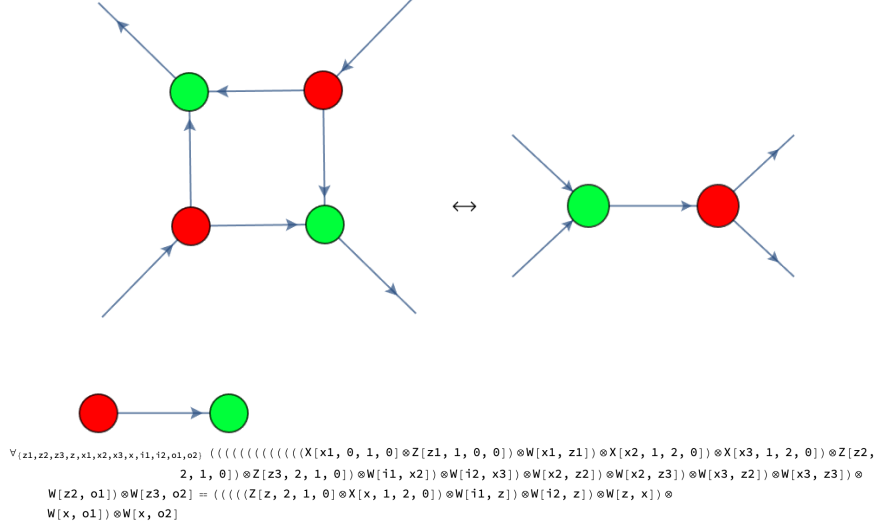 ∀{z1,z2,z3,z,x1,x2,x3,x,i1,i2,o1,o2} ((((((((((((((X[x1, 0, 1, 0]⊗Z[z1, 1, 0, 0])⊗W[x1, z1])⊗X[x2, 1, 2, 0])⊗X[x3, 1, 2, 0])⊗Z[z2,
2, 1, 0])⊗Z[z3, 2, 1, 0])⊗W[i1, x2])⊗W[i2, x3])⊗W[x2, z2])⊗W[x2, z3])⊗W[x3, z2])⊗W[x3, z3])⊗
W[z2, o1])⊗W[z3, o2] == (((((Z[z, 2, 1, 0]⊗X[x, 1, 2, 0])⊗W[i1, z])⊗W[i2, z])⊗W[z, x])⊗
W[x, o1])⊗W[x, o2]